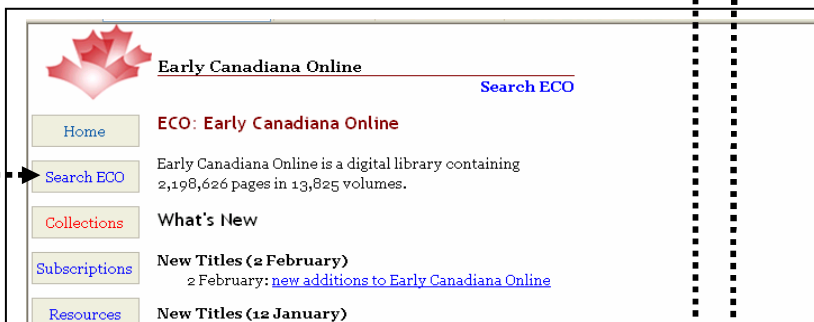 Early Canadiana Online
Search ECO
Home
Search ECO
Collections
Subscriptions
Resources
ECO: Early Canadiana Online
Early Canadiana Online is a digital library containing
2,198,626 pages in 13,825 volumes.
What's New
New Titles (2 February)
2 February: new additions to Early Canadiana Online
New Titles (12 January)